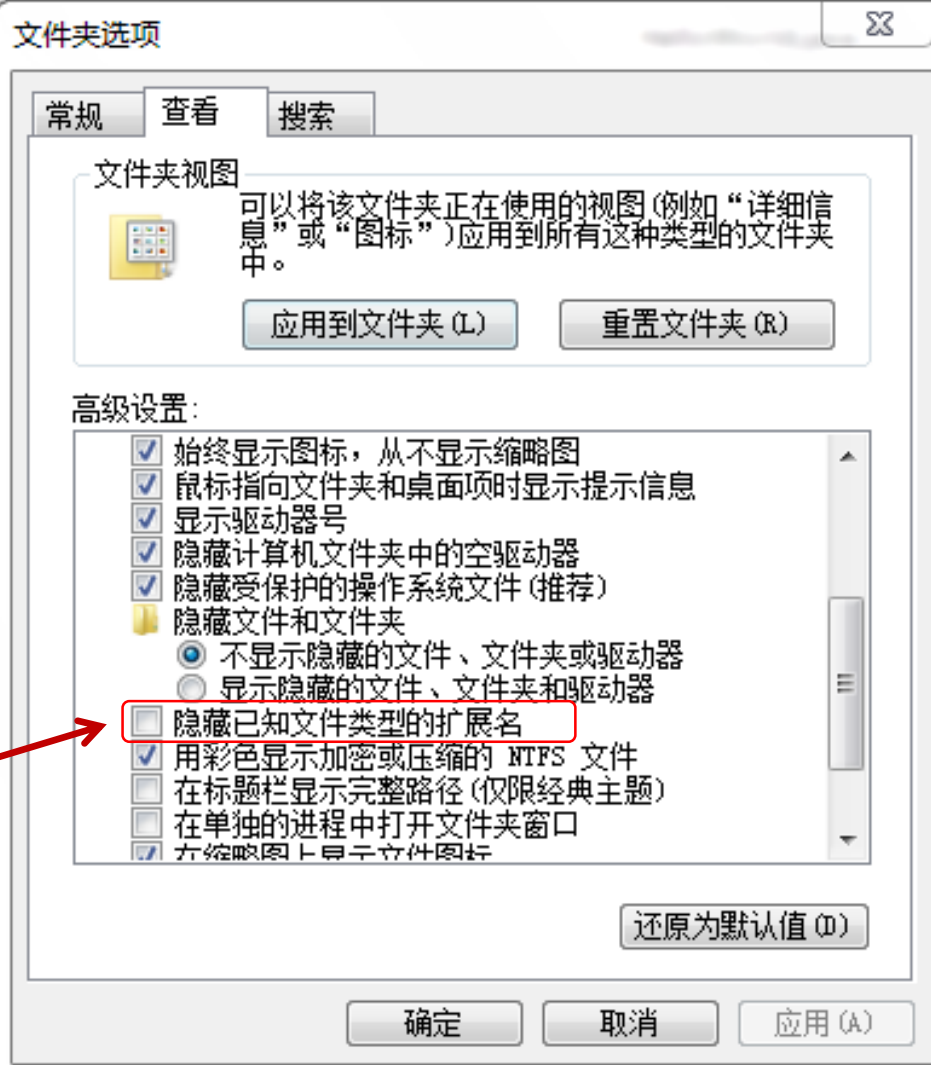 文件夹选项
常规
查看
搜索
文件夹视图
可以将该文件夹正在使用的视图(例如“详细信
息”或“图标”)应用到所有这种类型的文件夹
中。
应用到文件夹(L)
重置文件夹(R)
高级设置:
始终显示图标，从不显示缩略图
鼠标指向文件夹和桌面项时显示提示信息
显示驱动器号
隐藏计算机文件夹中的空驱动器
隐藏受保护的操作系统文件(推荐)
隐藏文件和文件夹
不显示隐藏的文件、文件夹或驱动器
显示隐藏的文件、文件夹和驱动器
隐藏已知文件类型的扩展名
用彩色显示加密或压缩的 NTFS 文件
在标题栏显示完整路径(仅限经典主题)
在单独的进程中打开文件夹窗口
在缩略图上显示文件图标
还原为默认值(D)
确定
取消
应用(A)